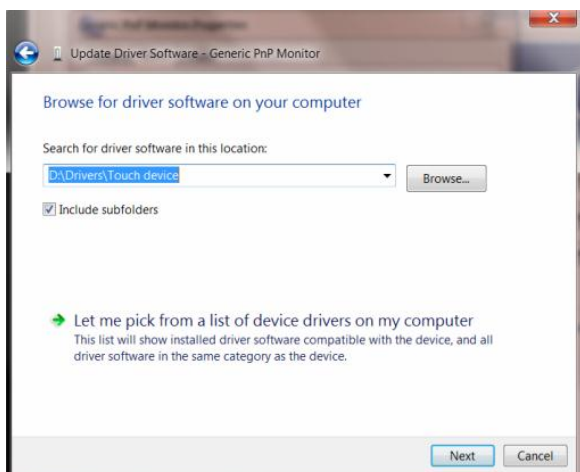 Update Driver Software - Generic PnP Monitor
Browse for driver software on your computer
Search for driver software in this location:
D:\Drivers\Touch device
Browse...
Include subfolders
Let me pick from a list of device drivers on my computer
This list will show installed driver software compatible with the device, and all
driver software in the same category as the device.
Next
Cancel